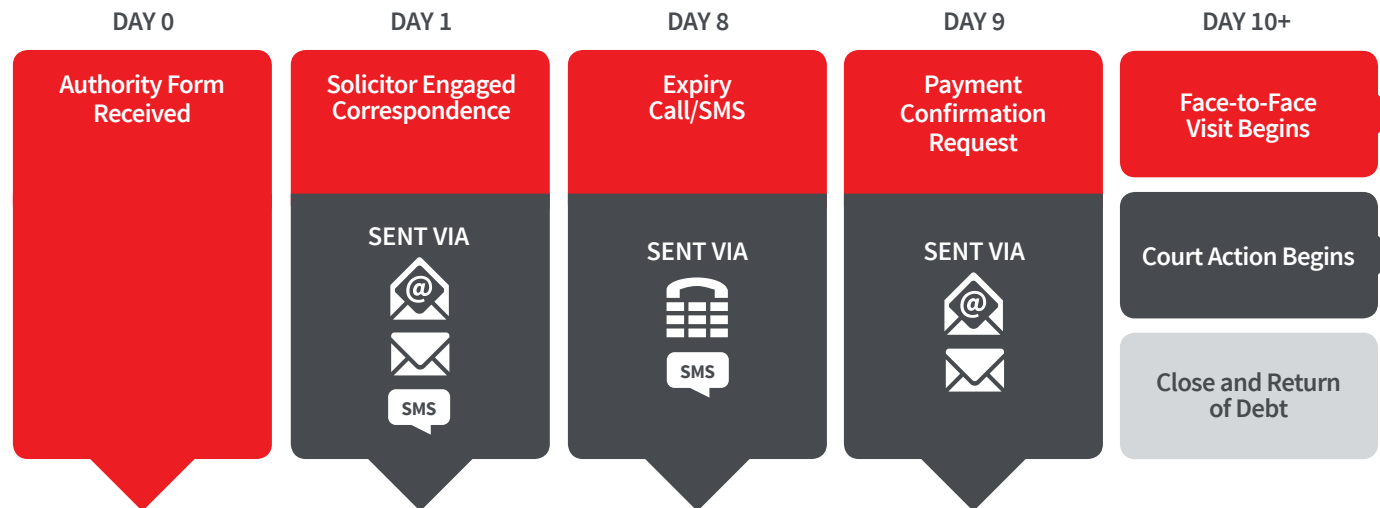 DAY 0
Authority Form
Received
DAY 1
Solicitor Engaged
Correspondence
SENT VIA
@
SMS
DAY 8
Expiry
Call/SMS
SENT VIA
SMS
DAY 9
Payment
Confirmation
Request
SENT VIA
@
DAY 10+
Face-to-Face
Visit Begins
Court Action Begins
Close and Return
of Debt